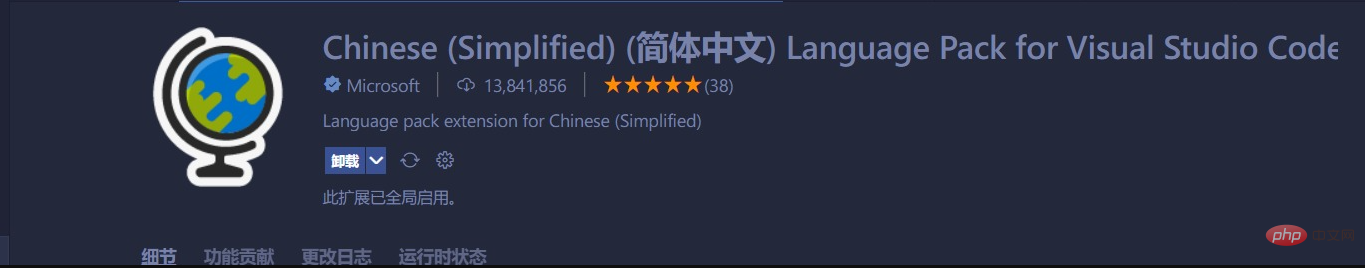 Chinese (Simplified) (简体中文) Language Pack for Visual Studio Code
Microsoft 13,841,856 (38)
Language pack extension for Chinese (Simplified)
卸载
此扩展已全局启用。
php 中文网
细节 功能贡献 更改日志 运行时状态